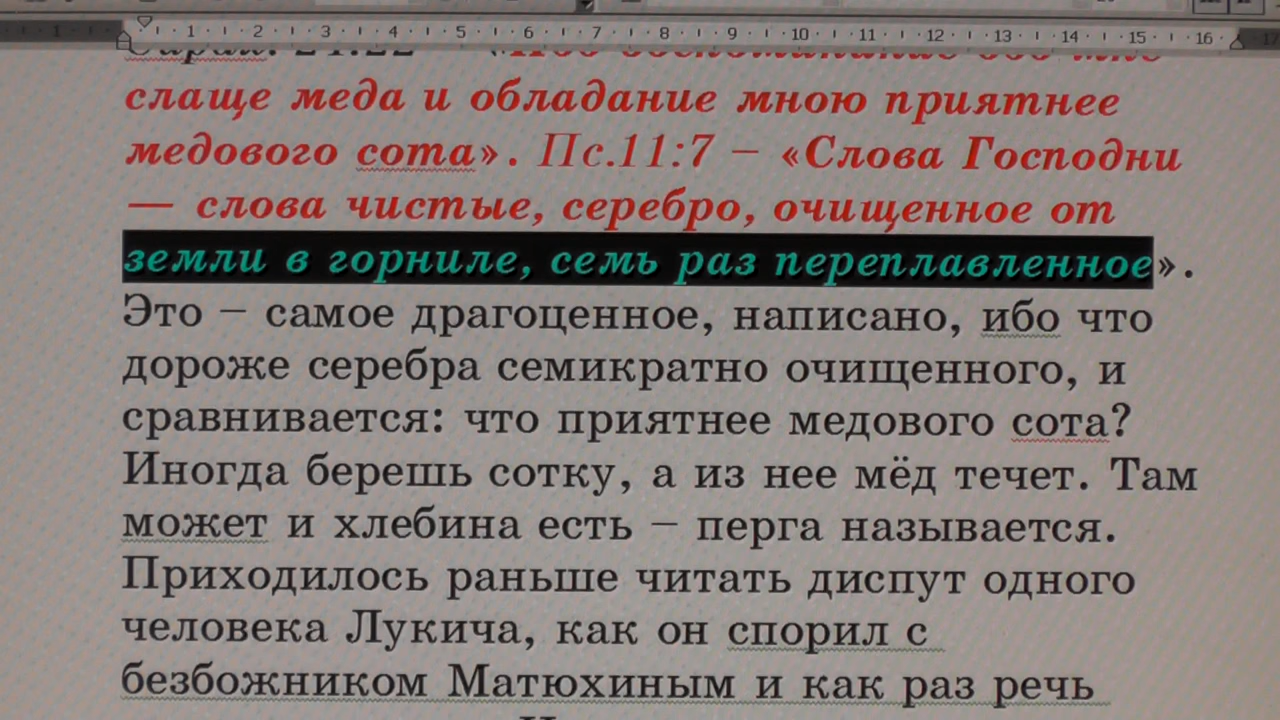 слаще меда и обладание мною приятнее
медового сота». Пс.11:7 – «Слова Господни
— слова чистые, серебро, очищенное от
земли в горниле, семь раз переплавленное».
Это – самое драгоценное, написано, ибо что
дороже серебра семикратно очищенного, и
сравнивается: что приятнее медового сота?
Иногда берешь сотку, а из нее мёд течет. Там
может и хлебина есть – перга называется.
Приходилось раньше читать диспут одного
человека Лукича, как он спорил с
безбожником Матюхиным и как раз речь